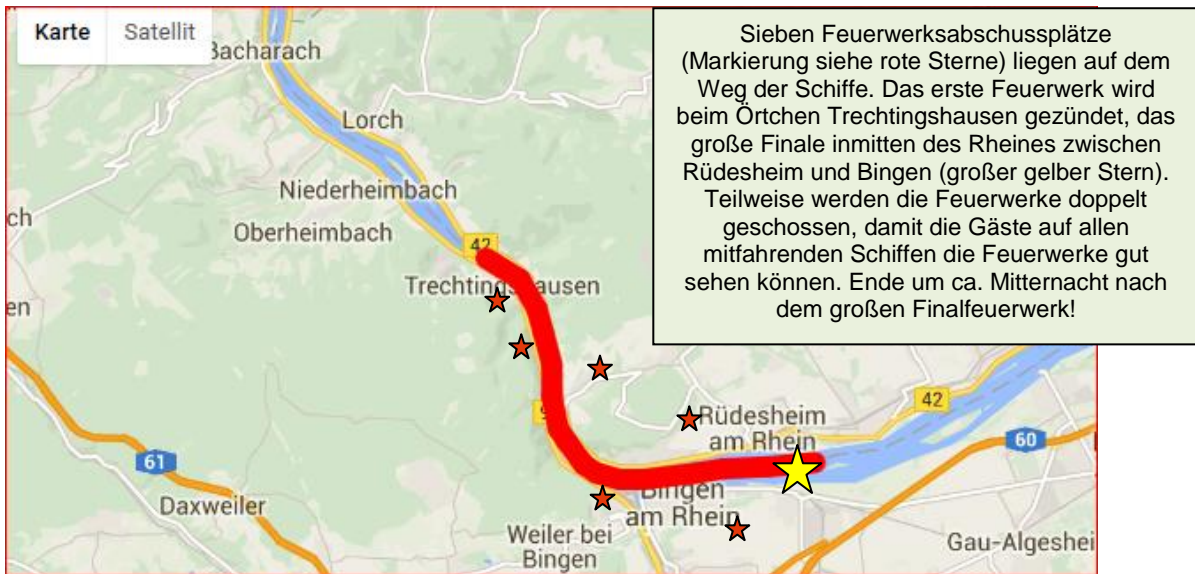 Karte Satellit
Sieben Feuerwerksabschussplätze
(Markierung siehe rote Sterne) liegen auf dem
Weg der Schiffe. Das erste Feuerwerk wird
beim Örtchen Trechtingshausen gezündet, das
große Finale inmitten des Rheines zwischen
Rüdesheim und Bingen (großer gelber Stern).
Teilweise werden die Feuerwerke doppelt
geschossen, damit die Gäste auf allen
mitfahrenden Schiffen die Feuerwerke gut
sehen können. Ende um ca. Mitternacht nach
dem großen Finalfeuerwerk!
Bacharach
Lorch
Niederheimbach
ch
Oberheimbach
42
Trechtingshausen
en
42
9
Rüdesheim
am Rhein
60
61
Daxweiler
Bingen
am Rhein
Weiler bei
Bingen
Gau-Algeshei